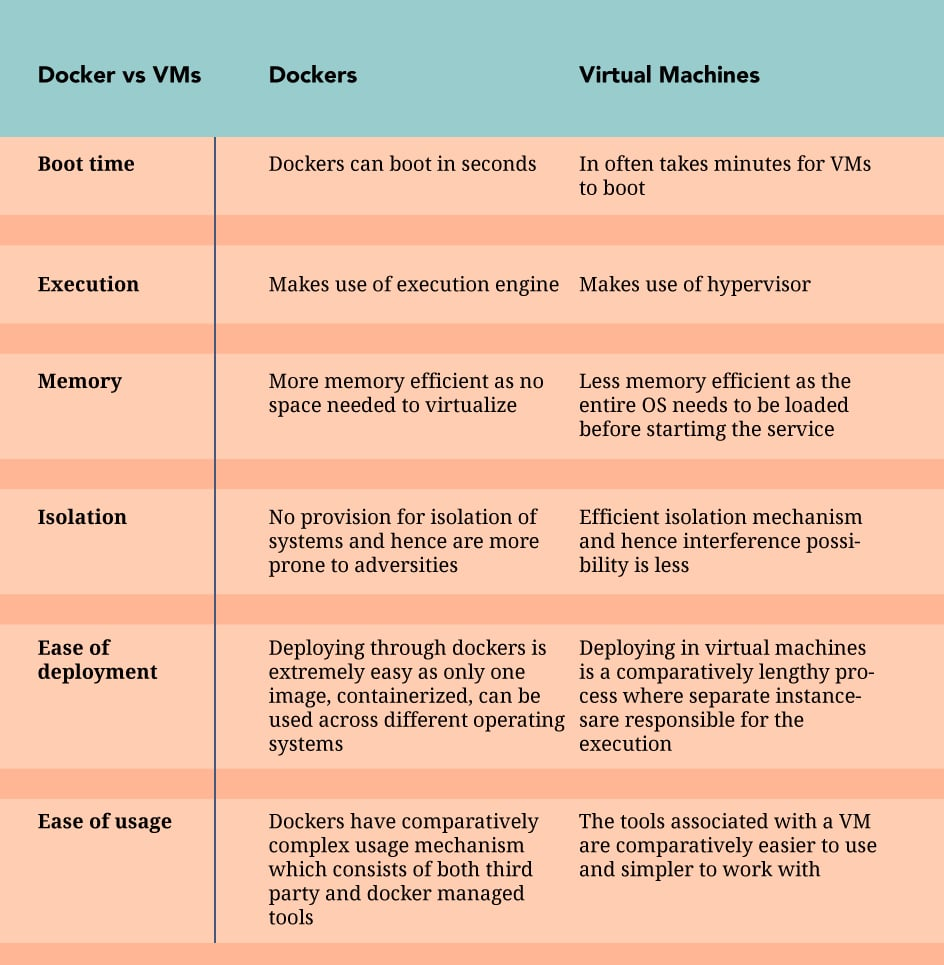 Docker vs VMs
Dockers
Virtual Machines
Boot time
Dockers can boot in seconds
In often takes minutes for VMs
to boot
Execution
Makes use of execution engine
Makes use of hypervisor
Memory
More memory efficient as no
space needed to virtualize
Less memory efficient as the
entire OS needs to be loaded
before startimg the service
Isolation
No provision for isolation of
systems and hence are more
prone to adversities
Efficient isolation mechanism
and hence interference possi-
bility is less
Ease of
deployment
Deploying through dockers is
extremely easy as only one
image, containerized, can be
used across different operating
systems
Deploying in virtual machines
is a comparatively lengthy pro-
cess where separate instance-
sare responsible for the
execution
Ease of usage
Dockers have comparatively
complex usage mechanism
which consists of both third
party and docker managed
tools
The tools associated with a VM
are comparatively easier to use
and simpler to work with